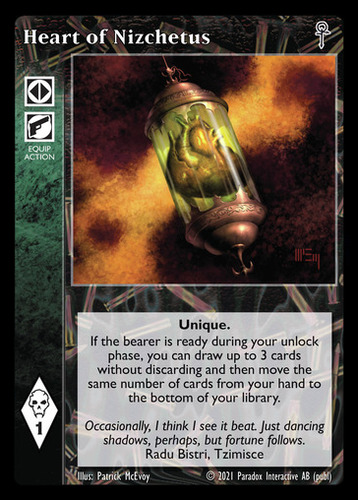 Heart of Nizchetus
EQUIP
ACTION
Unique.
If the bearer is ready during your unlock
phase, you can draw up to 3 cards
without discarding and then move the
same number of cards from your hand to
the bottom of your library.
Occasionally, I think I see it beat. Just dancing
shadows, perhaps, but fortune follows.
Radu Bistri, Tzimisce
1
Illus: Patrick McEvoy © 2021 Paradox Interactive AB (publ)